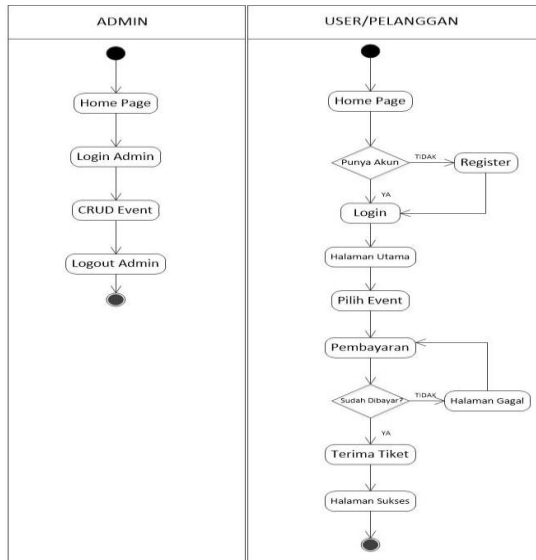 ADMIN
Home Page
Login Admin
CRUD Event
Logout Admin
USER/PELANGGAN
Home Page
Punya Akun
TIDAK
Register
YA
Login
Halaman Utama
Pilih Event
Pembayaran
Sudah Dibayar?
TIDAK
Halaman Gagal
YA
Terima Tiket
Halaman Sukses